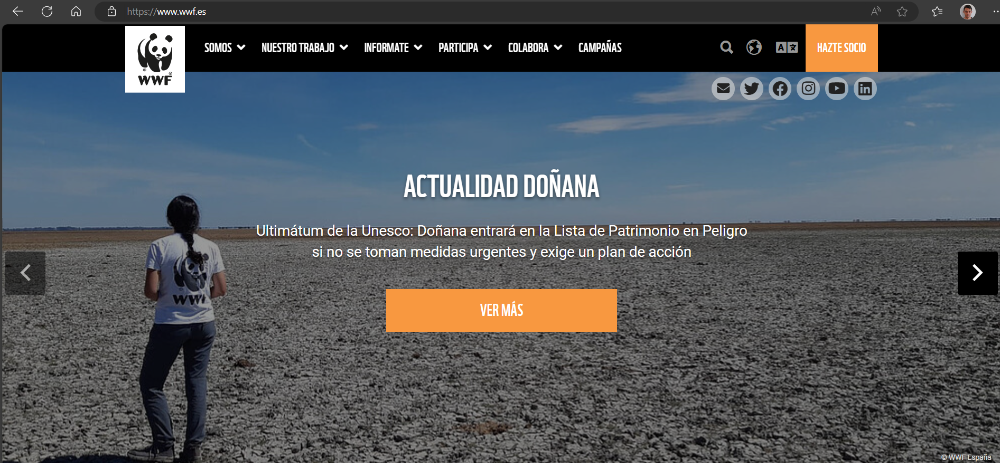 https://www.wwf.es
WWF
SOMOS
NUESTRO TRABAJO
INFORMATE
PARTICIPA
COLABORA
CAMPAÑAS
HAZTE SOCIO
ACTUALIDAD DOÑANA
Ultimátum de la Unesco: Doñana entrará en la Lista de Patrimonio en Peligro
si no se toman medidas urgentes y exige un plan de acción
WWF
VER MÁS
© WWF España